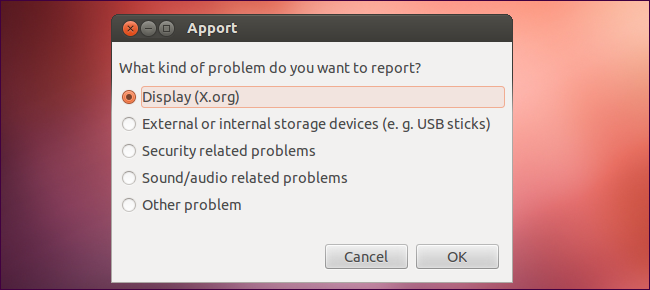 Apport
What kind of problem do you want to report?
Display (X.org)
External or internal storage devices (e. g. USB sticks)
Security related problems
Sound/audio related problems
Other problem
Cancel OK